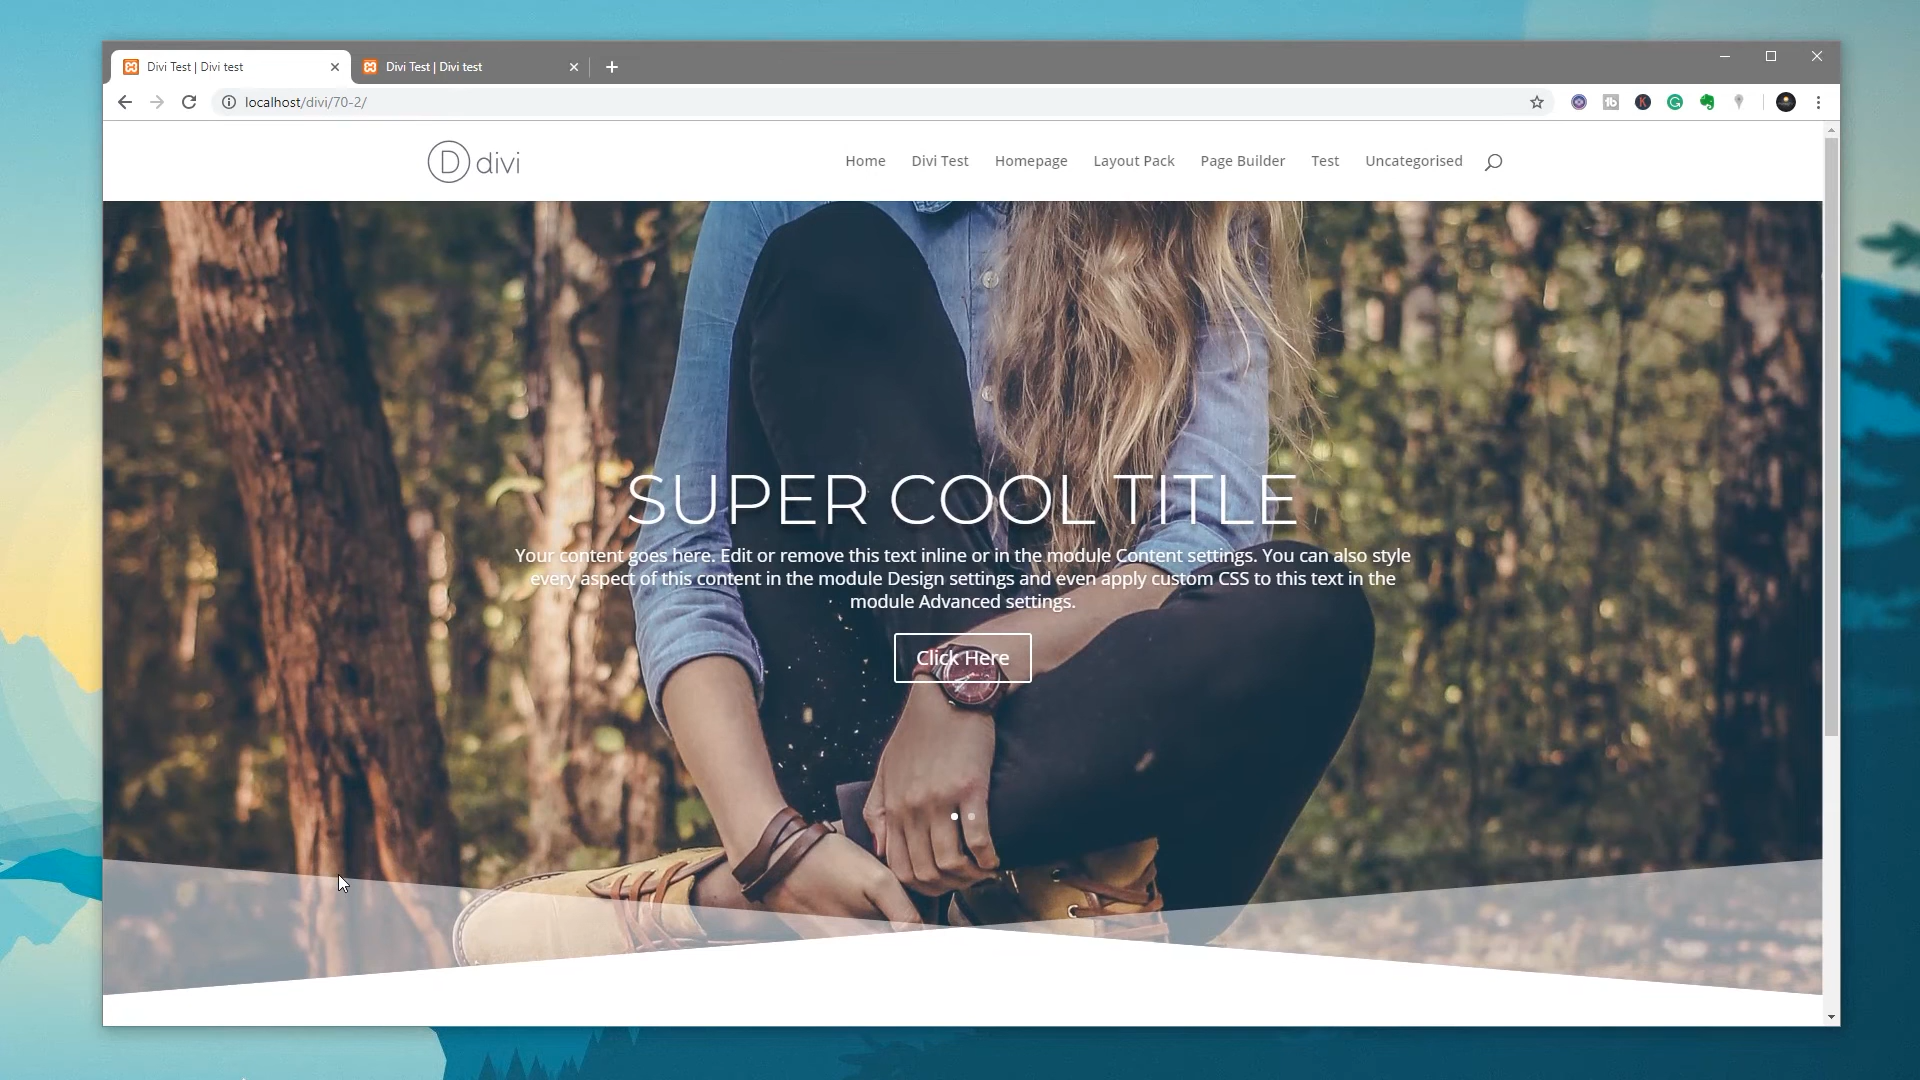 Divi Test | Divi test
Divi Test | Divi test
localhost/divi/70-2/
D divi
Home
Divi Test
Homepage
Layout Pack
Page Builder
Test
Uncategorised
SUPER COOL TITLE
Your content goes here. Edit or remove this text inline or in the module Content settings. You can also style
every aspect of this content in the module Design settings and even apply custom CSS to this text in the
module Advanced settings.
Click Here